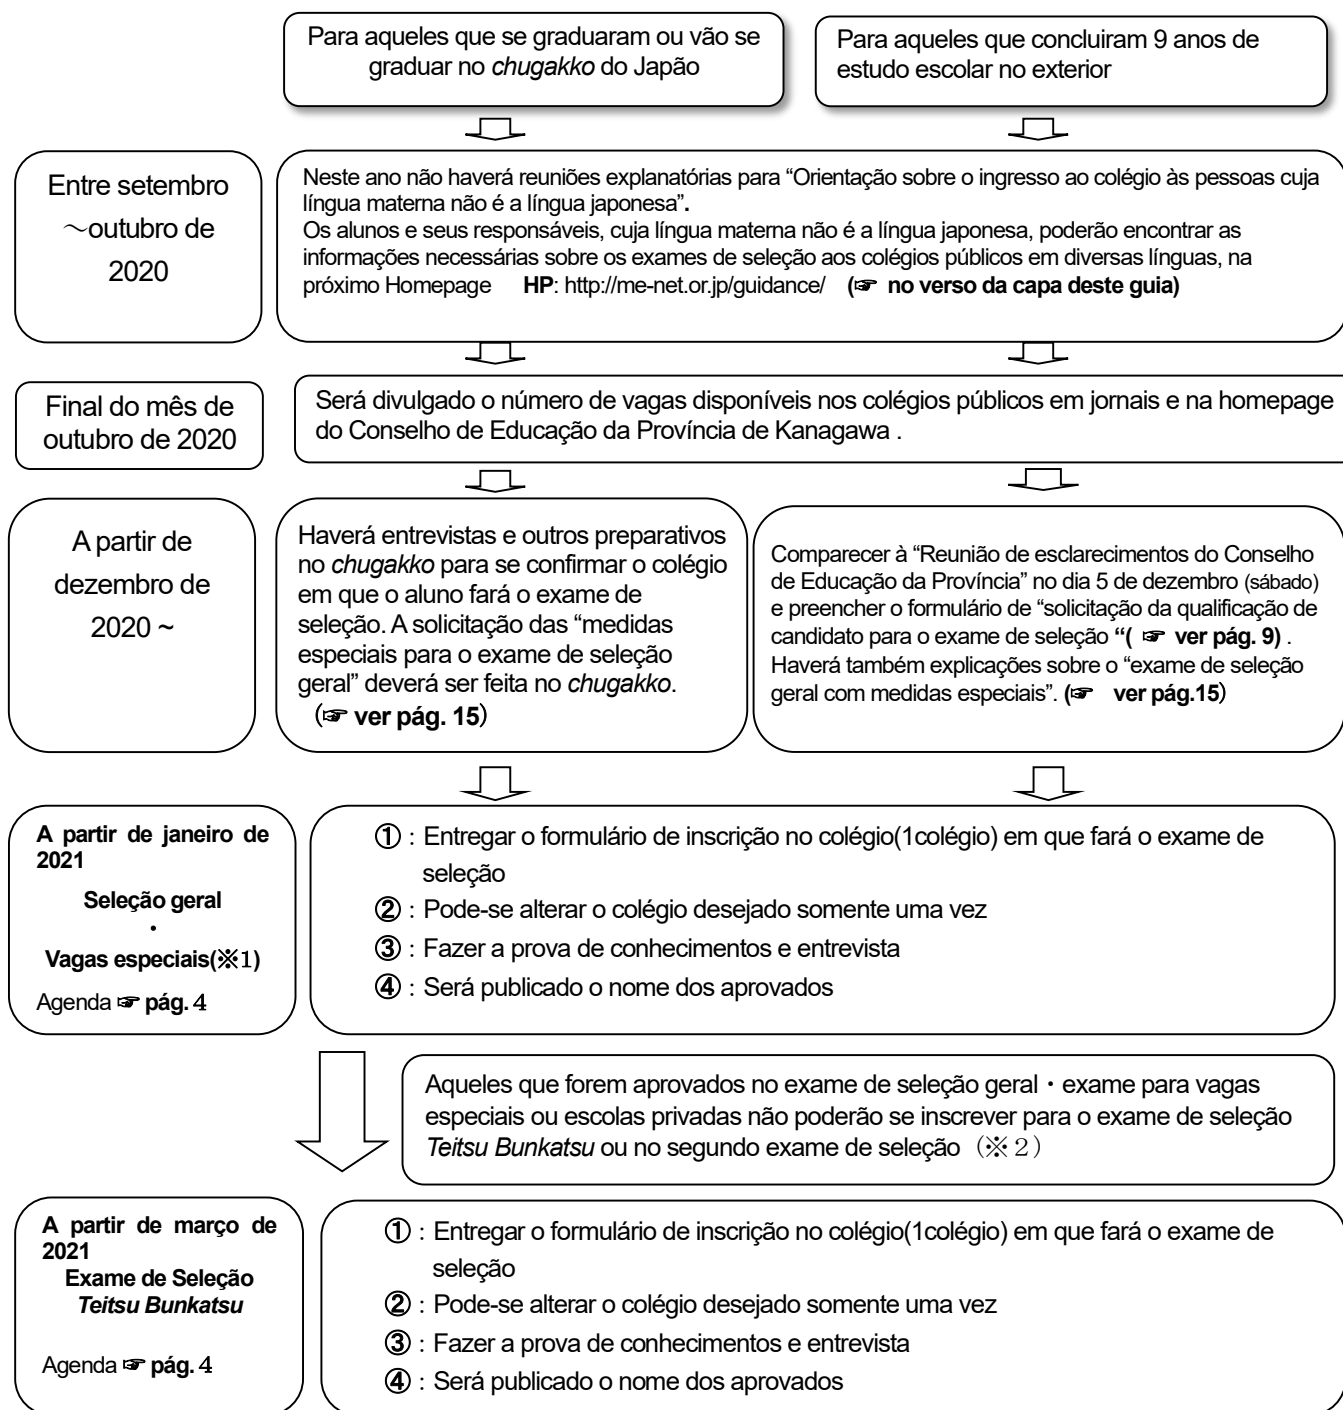 Para aqueles que se graduaram ou vão se
graduar no chugakko do Japão
Para aqueles que concluiram 9 anos de
estudo escolar no exterior
Entre setembro
～outubro de
2020
Neste ano não haverá reuniões explanatórias para “Orientação sobre o ingresso ao colégio às pessoas cuja
língua materna não é a língua japonesa”.
Os alunos e seus responsáveis, cuja língua materna não é a língua japonesa, poderão encontrar as
informações necessárias sobre os exames de seleção aos colégios públicos em diversas línguas, na
próximo Homepage HP: http://me-net.or.jp/guidance/ (☞ no verso da capa deste guia)
Final do mês de
outubro de 2020
Será divulgado o número de vagas disponíveis nos colégios públicos em jornais e na homepage
do Conselho de Educação da Província de Kanagawa .
A partir de
dezembro de
2020 ~
Haverá entrevistas e outros preparativos
no chugakko para se confirmar o colégio
em que o aluno fará o exame de
seleção. A solicitação das “medidas
especiais para o exame de seleção
geral” deverá ser feita no chugakko.
(☞ ver pág. 15)
Comparecer à “Reunião de esclarecimentos do Conselho
de Educação da Província” no dia 5 de dezembro (sábado)
e preencher o formulário de “solicitação da qualificação de
candidato para o exame de seleção “( ☞ ver pág. 9) .
Haverá também explicações sobre o “exame de seleção
geral com medidas especiais”. (☞ ver pág.15)
A partir de janeiro de
2021
Seleção geral
・
Vagas especiais(※1)
Agenda ☞ pág. 4
①：Entregar o formulário de inscrição no colégio(1colégio) em que fará o exame de
seleção
②：Pode-se alterar o colégio desejado somente uma vez
③：Fazer a prova de conhecimentos e entrevista
④：Será publicado o nome dos aprovados
Aqueles que forem aprovados no exame de seleção geral・exame para vagas
especiais ou escolas privadas não poderão se inscrever para o exame de seleção
Teitsu Bunkatsu ou no segundo exame de seleção（※２）
A partir de março de
2021
Exame de Seleção
Teitsu Bunkatsu
Agenda ☞ pág. 4
①：Entregar o formulário de inscrição no colégio(1colégio) em que fará o exame de
seleção
②：Pode-se alterar o colégio desejado somente uma vez
③：Fazer a prova de conhecimentos e entrevista
④：Será publicado o nome dos aprovados